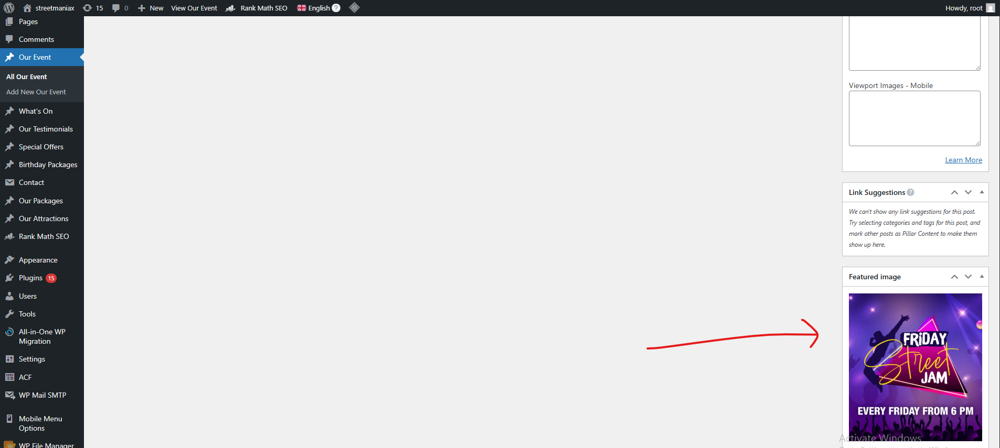 streetmaniax
15
0
New
View Our Event
Rank Math SEO
English
?
Howdy, root
Pages
Comments
Our Event
All Our Event
Add New Our Event
What's On
Our Testimonials
Special Offers
Birthday Packages
Contact
Our Packages
Our Attractions
Rank Math SEO
Appearance
Plugins 15
Users
Tools
All-in-One WP
Migration
Settings
ACF
WP Mail SMTP
Mobile Menu
Options
WP File Manager
Viewport Images - Mobile
Learn More
Link Suggestions ?
We can't show any link suggestions for this post.
Try selecting categories and tags for this post, and
mark other posts as Pillar Content to make them
show up here.
Featured image
FRiDAY
Street
JAM
EVERY FRIDAY FROM 6 PM
Activate Windows